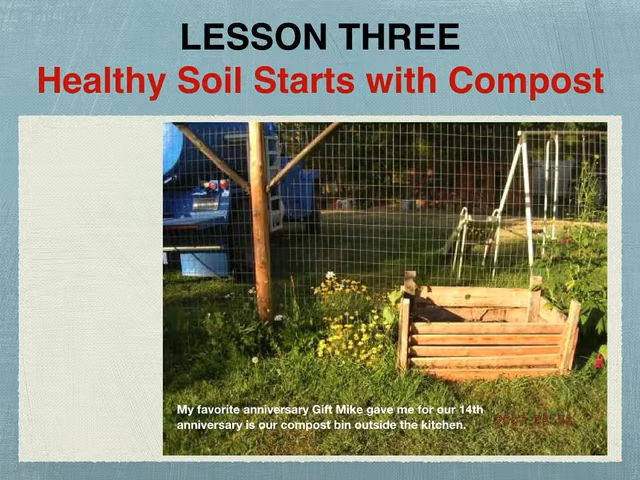 LESSON THREE
Healthy Soil Starts with Compost
My favorite anniversary Gift Mike gave me for our 14th
anniversary is our compost bin outside the kitchen.